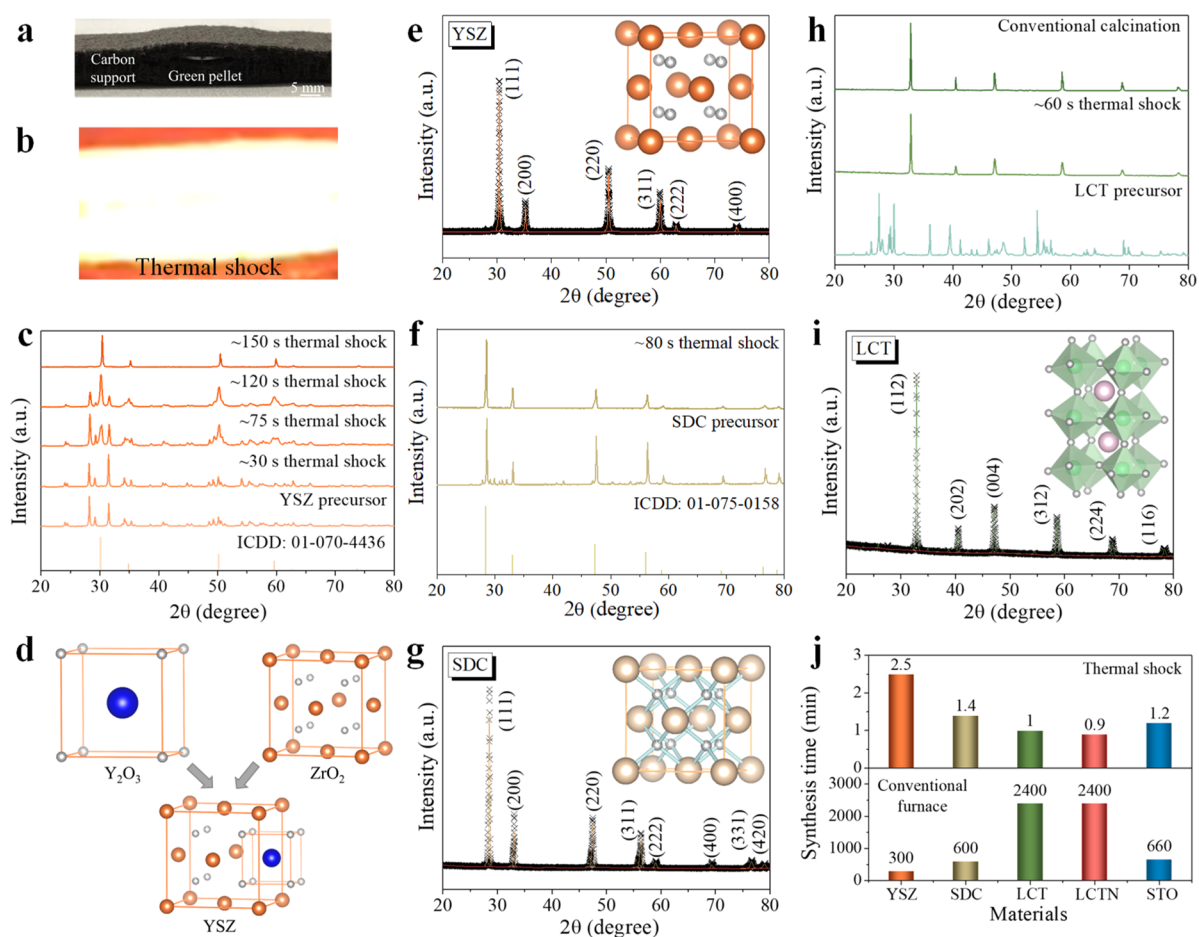 a
Carbon
support
Green pellet
5 mm
b
Thermal shock
c
~150 s thermal shock
~120 s thermal shock
~75 s thermal shock
~30 s thermal shock
YSZ precursor
ICDD: 01-070-4436
Intensity (a.u.)
20 30 40 50 60 70 80
2θ (degree)
d
Y₂O₃
ZrO₂
YSZ
e
YSZ
(111)
(200)
(220)
(311)
(222)
(400)
Intensity (a.u.)
20 30 40 50 60 70 80
2θ (degree)
f
~80 s thermal shock
SDC precursor
ICDD: 01-075-0158
Intensity (a.u.)
20 30 40 50 60 70 80
2θ (degree)
g
SDC
(111)
(200)
(220)
(311)
(222)
(400)
(331)
(420)
Intensity (a.u.)
20 30 40 50 60 70 80
2θ (degree)
h
Conventional calcination
~60 s thermal shock
LCT precursor
Intensity (a.u.)
20 30 40 50 60 70 80
2θ (degree)
i
LCT
(112)
(202)
(004)
(312)
(224)
(116)
Intensity (a.u.)
20 30 40 50 60 70 80
2θ (degree)
j
Thermal shock
3
2
1
0
2.5
1.4
1
0.9
1.2
Conventional
furnace
3000
2000
1000
0
300
600
2400
2400
660
Synthesis time (min)
YSZ SDC LCT LCTN STO
Materials